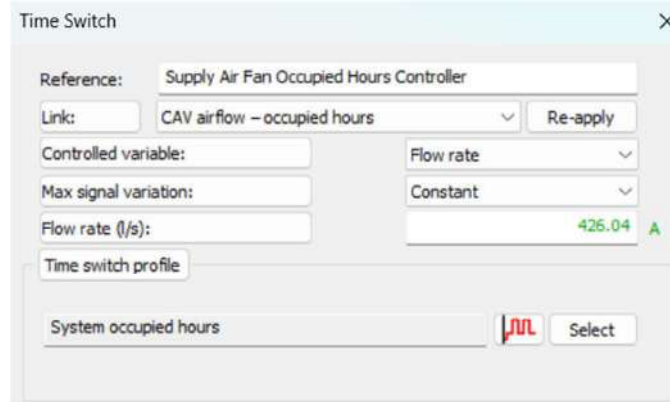 Time Switch
Reference: Supply Air Fan Occupied Hours Controller
Link: CAV airflow – occupied hours Re-apply
Controlled variable: Flow rate
Max signal variation: Constant
Flow rate (l/s): 426.04 A
Time switch profile
System occupied hours Select